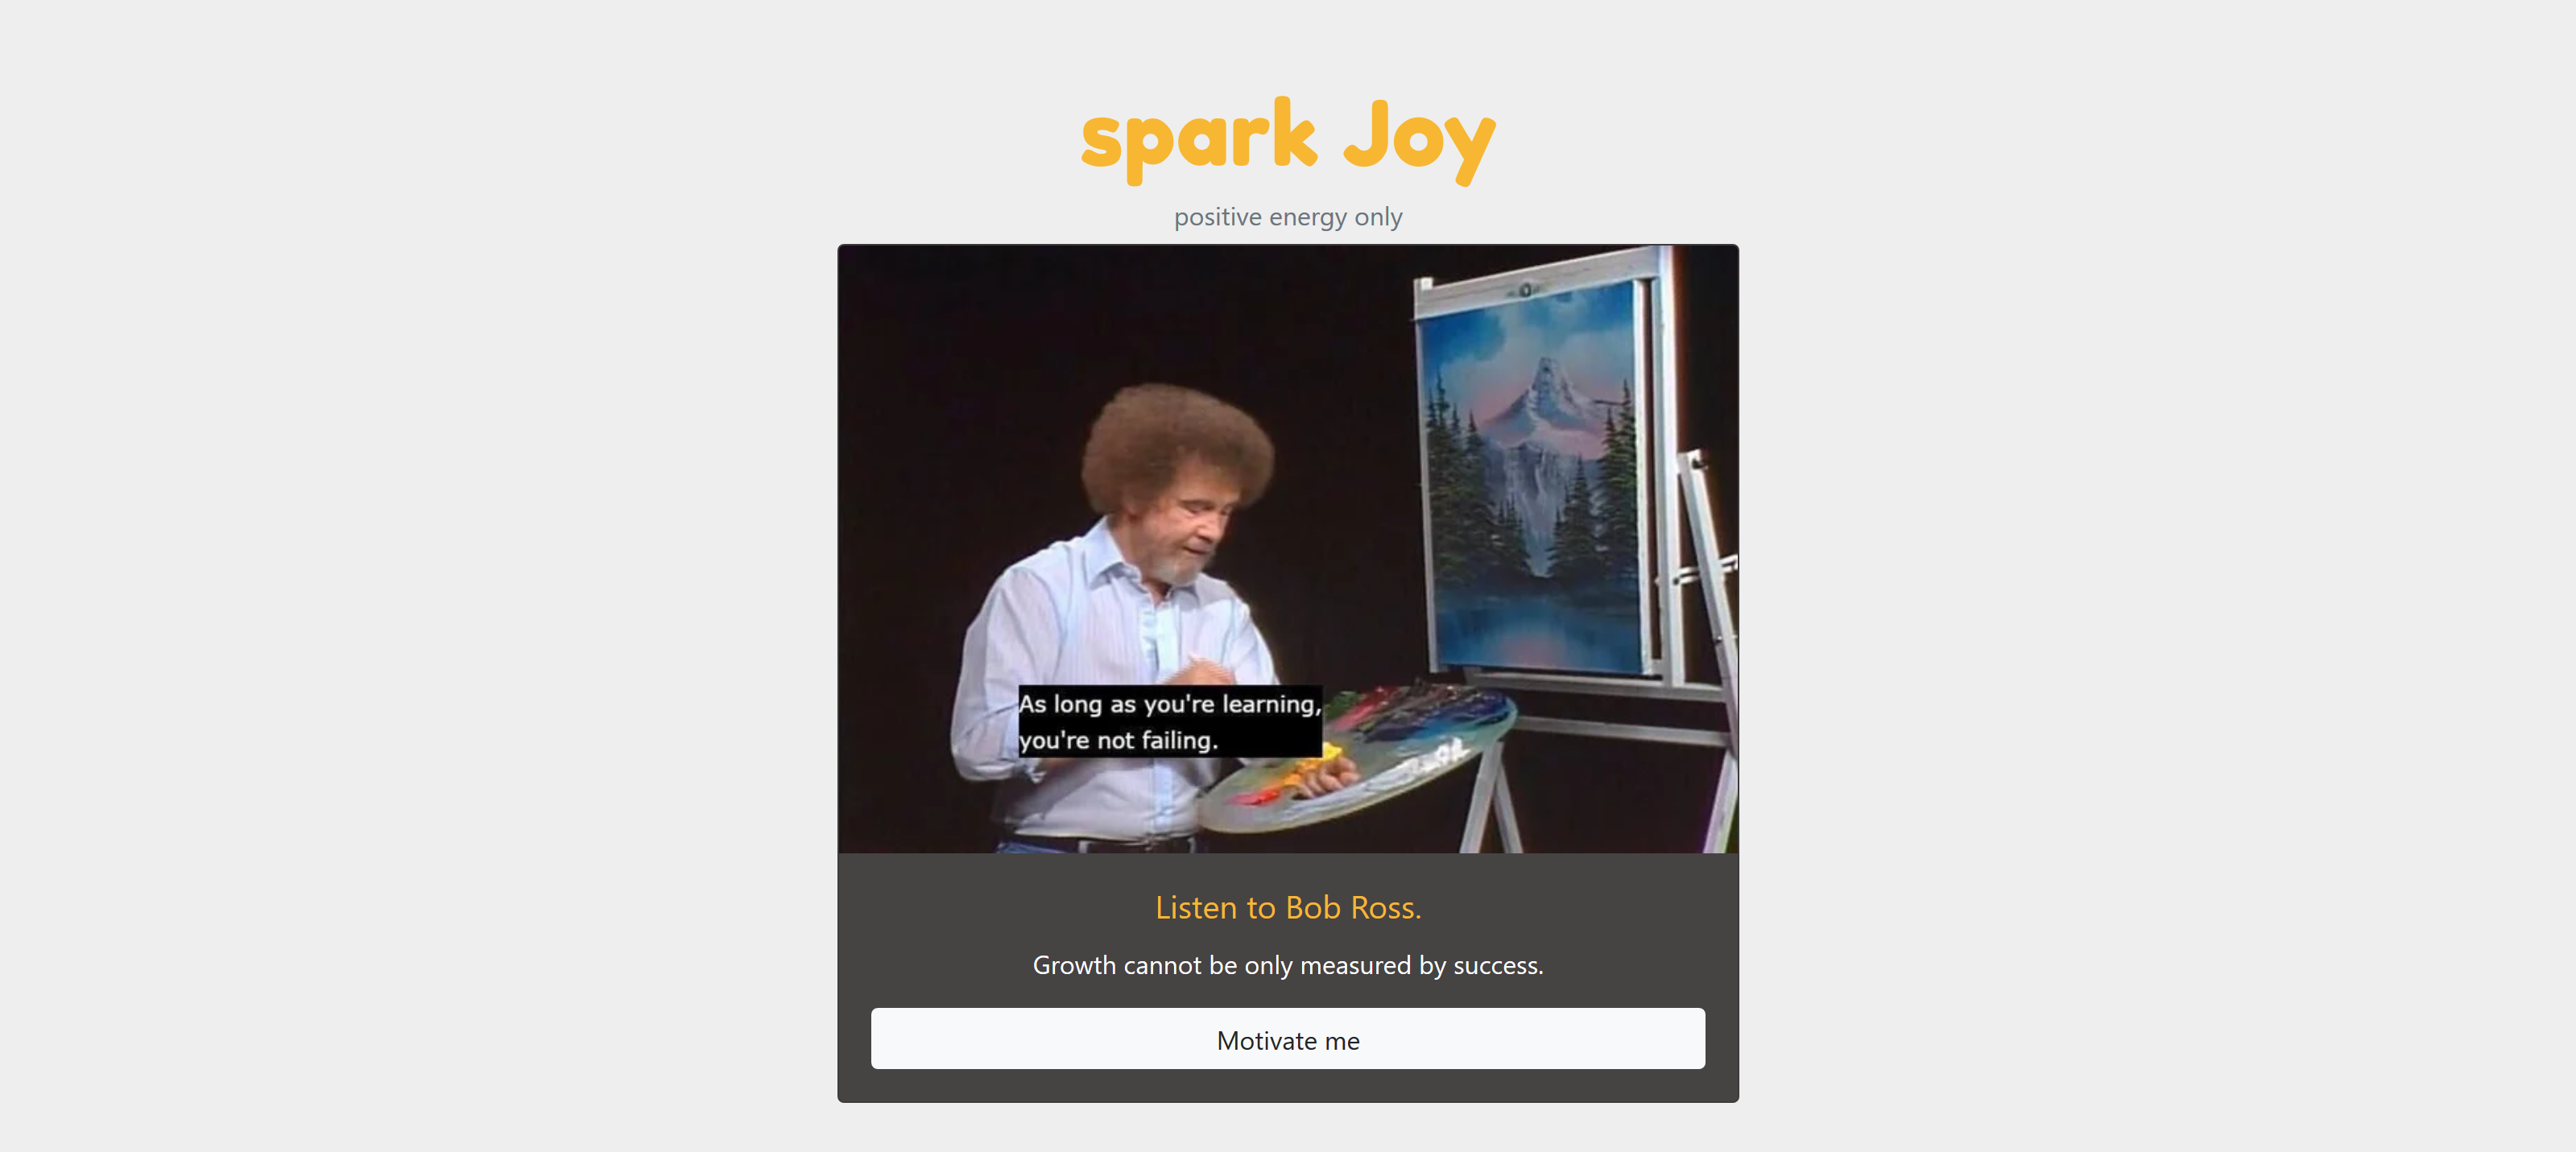 spark Joy
positive energy only
As long as you're learning,
you're not failing.
Listen to Bob Ross.
Growth cannot be only measured by success.
Motivate me